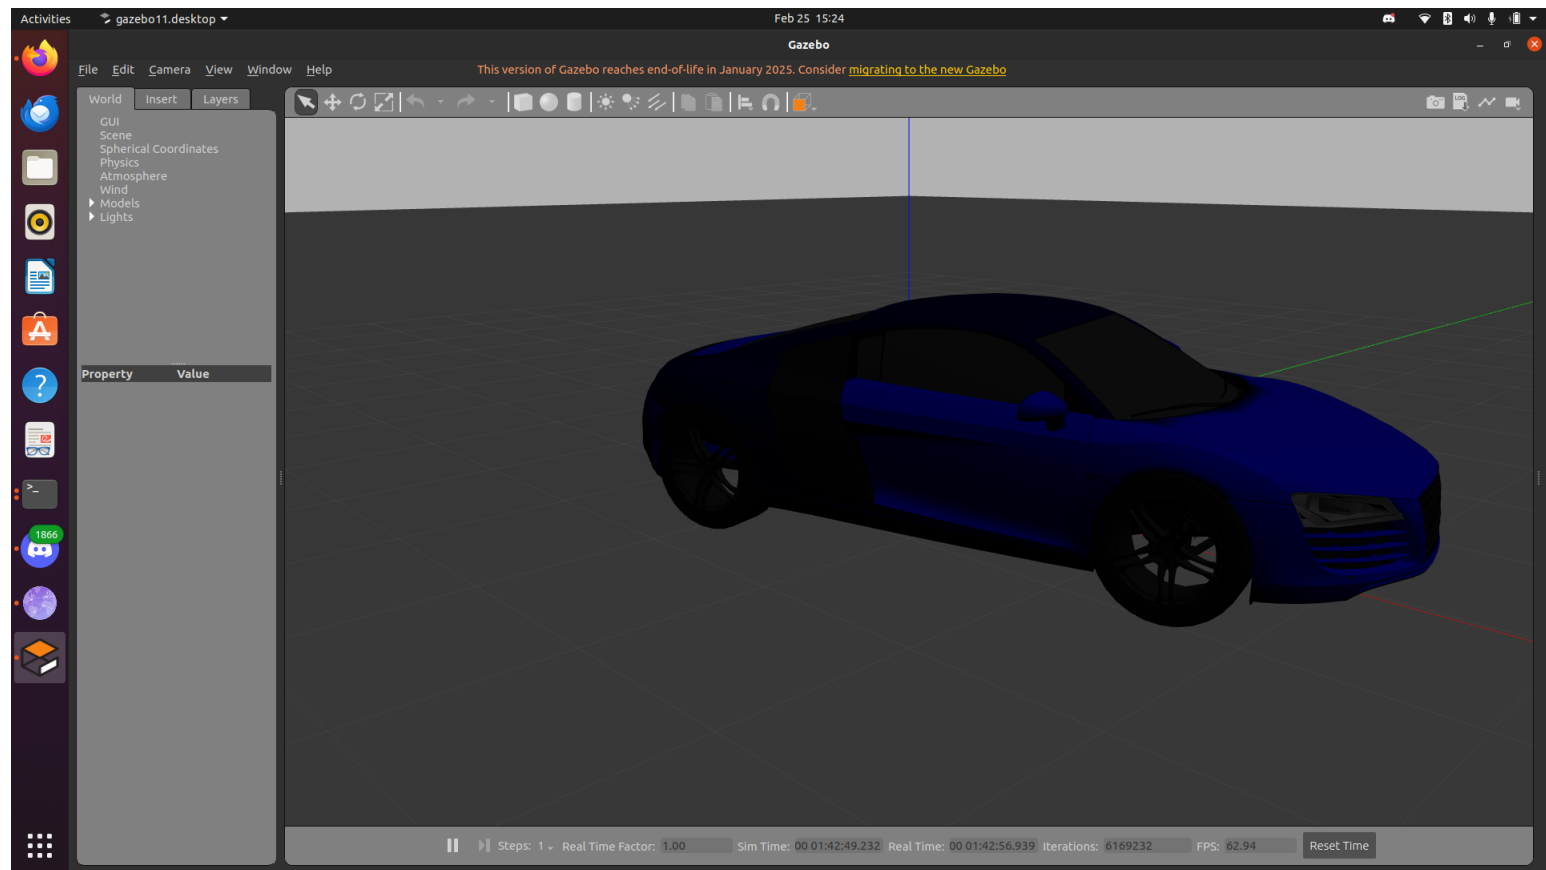 Activities gazebo11.desktop Feb 25 15:24
Gazebo
File Edit Camera View Window Help This version of Gazebo reaches end-of-life in January 2025. Consider migrating to the new Gazebo
World Insert Layers
GUI
Scene
Spherical Coordinates
Physics
Atmosphere
Wind
Models
Lights
Property Value
1866
Steps: 1 Real Time Factor: 1.00 Sim Time: 00 01:42:49.232 Real Time: 00 01:42:56.939 Iterations: 6169232 FPS: 62.94 Reset Time